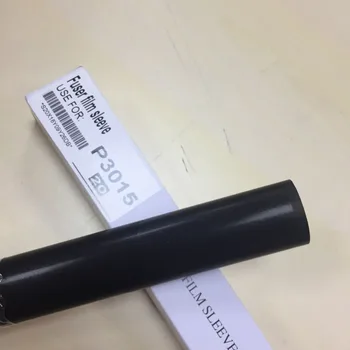 Fuser film sleeve
USE FOR:
P3015
FILM SLEEVE